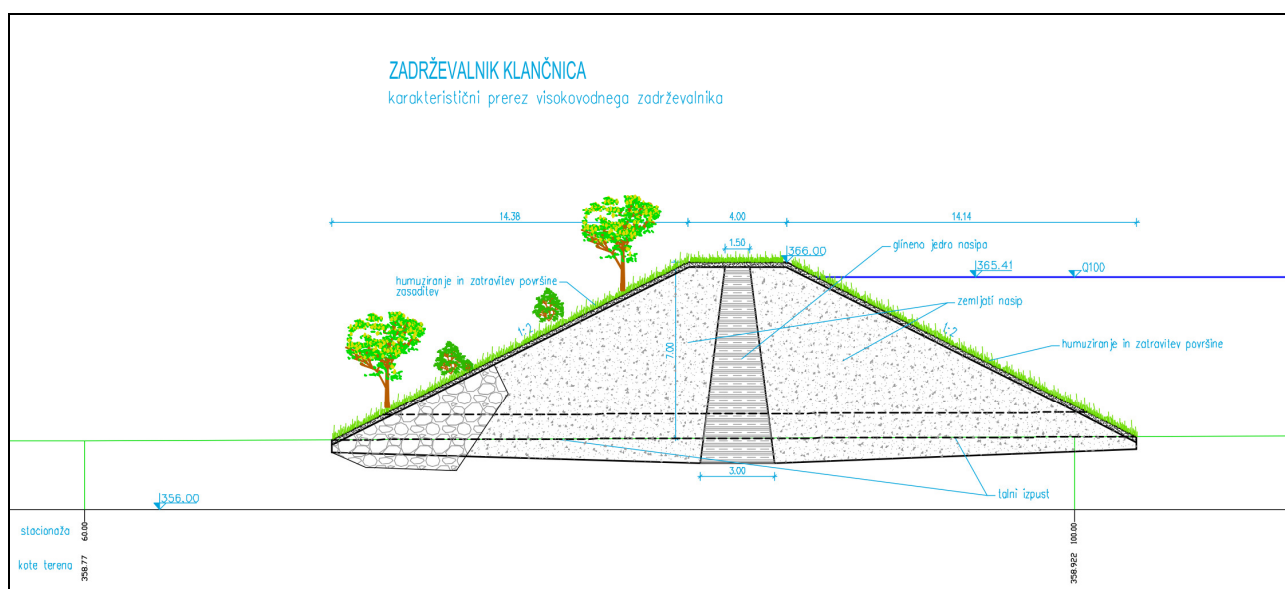 ZADRŽEVALNIK KLANČNICA
karakteristični prerez visokovodnega zadrževalnika
14.38
4.00
14.14
1.50
glineno jedro nasipa
366.00
365.41
Q100
humuziranje in zatravitev površine
zasaditev
zemljati nasip
1:2
1:2
7.00
humuziranje in zatravitev površine
3.00
talni izpust
356.00
stacionaža
60.00
100.00
kote terena
358.77
358.922